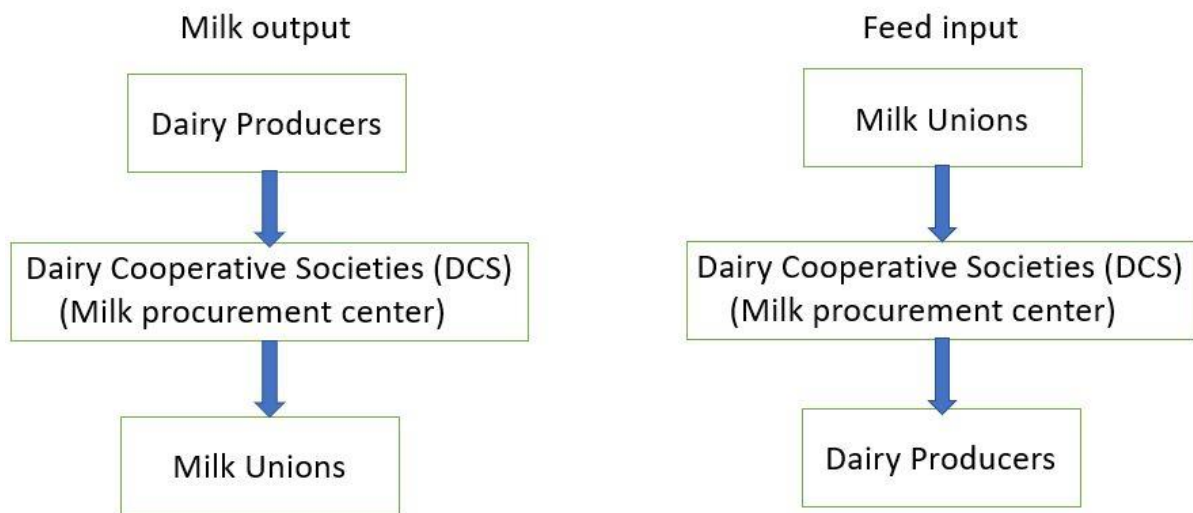 Milk output
Dairy Producers
Dairy Cooperative Societies (DCS)
(Milk procurement center)
Milk Unions
Feed input
Milk Unions
Dairy Cooperative Societies (DCS)
(Milk procurement center)
Dairy Producers